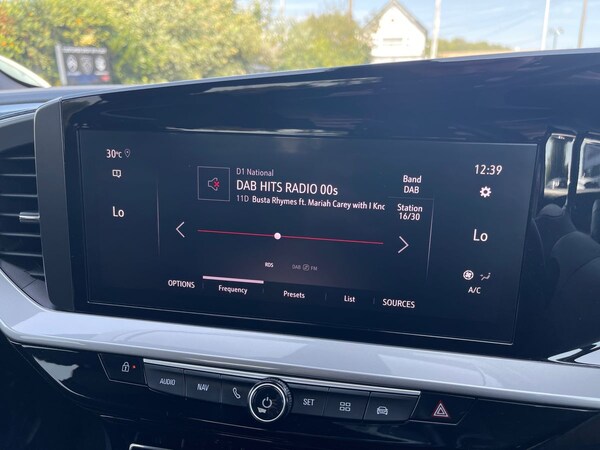 30°C
12:39
D1 National
DAB HITS RADIO 00s
11D Busta Rhymes ft. Mariah Carey with I Knc
Band
DAB
Station
16/30
Lo
Lo
RDS
DAB FM
A/C
OPTIONS
Frequency
Presets
List
SOURCES
AUDIO
NAV
SET